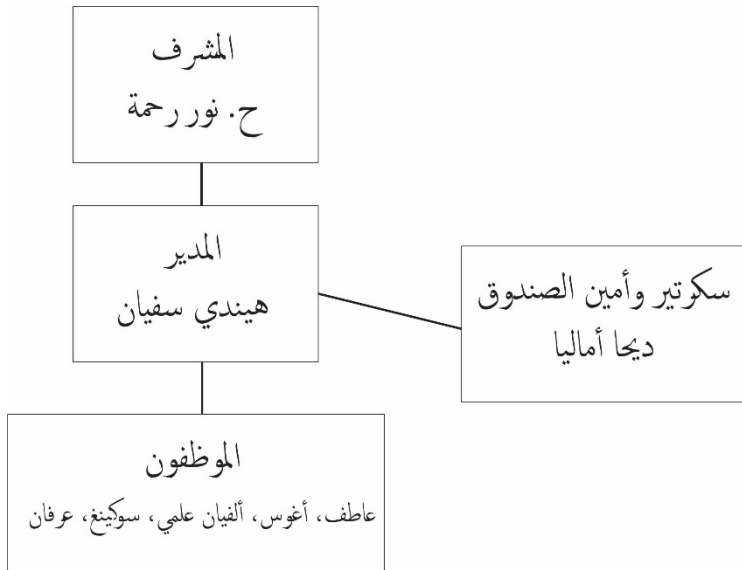 المشرف
ح. نور رحمة
المدير
هيندي سفيان
سكوتير وأمين الصندوق
ديحا أماليا
الموظفون
عاطف، أغوس، ألفيان علمي، سوكينغ، عرفان